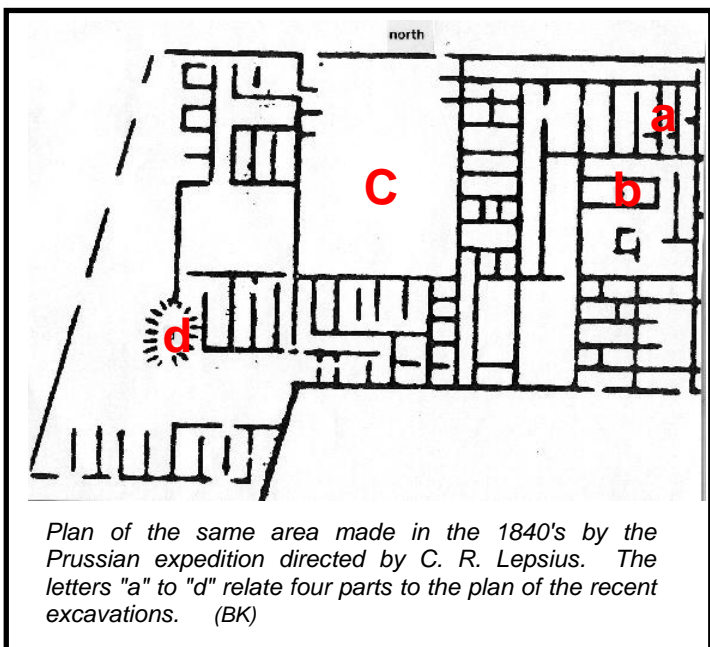 north
a
b
C
d
Plan of the same area made in the 1840's by the
Prussian expedition directed by C. R. Lepsius. The
letters "a" to "d" relate four parts to the plan of the recent
excavations. (BK)